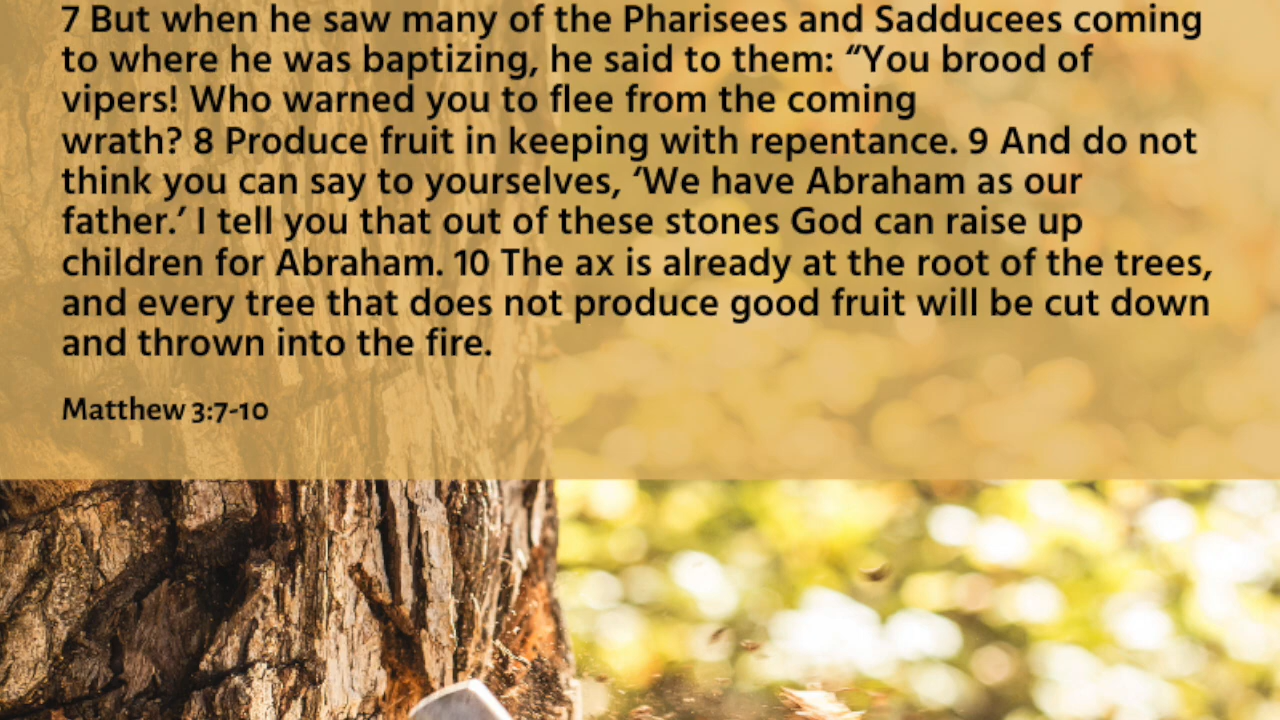 7 But when he saw many of the Pharisees and Sadducees coming
to where he was baptizing, he said to them: “You brood of
vipers! Who warned you to flee from the coming
wrath? 8 Produce fruit in keeping with repentance. 9 And do not
think you can say to yourselves, ‘We have Abraham as our
father.’ I tell you that out of these stones God can raise up
children for Abraham. 10 The ax is already at the root of the trees,
and every tree that does not produce good fruit will be cut down
and thrown into the fire.
Matthew 3:7-10